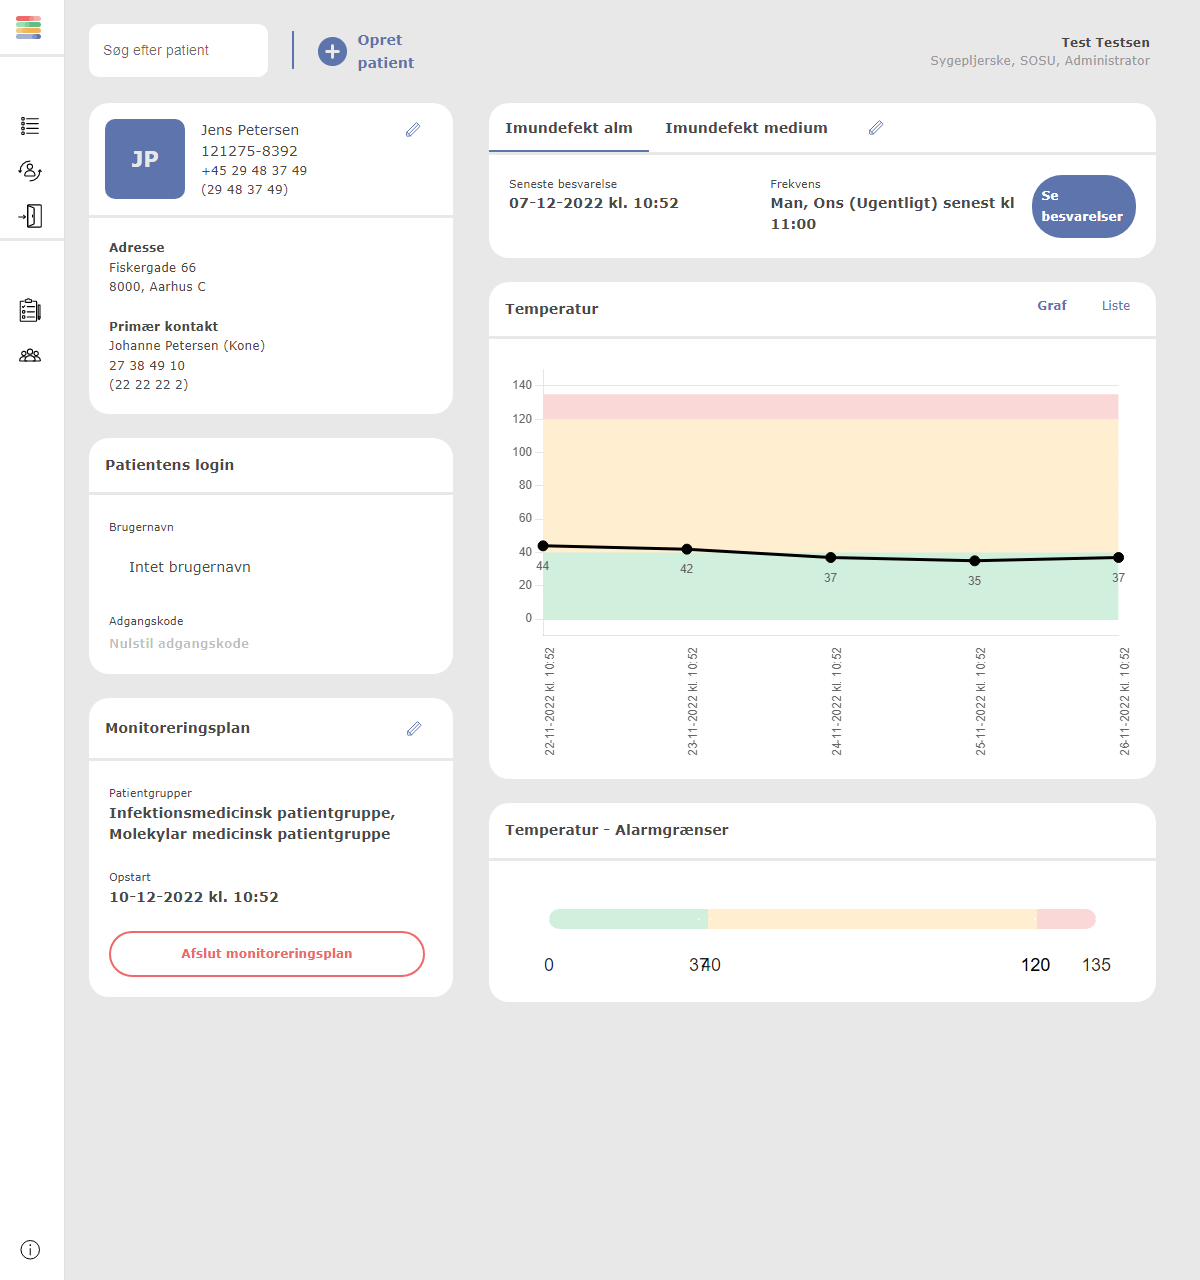 Søg efter patient
Opret
patient
Test Testsen
Sygepljerske, SOSU, Administrator
JP
Jens Petersen
121275-8392
+45 29 48 37 49
(29 48 37 49)
Adresse
Fiskergade 66
8000, Aarhus C
Primær kontakt
Johanne Petersen (Kone)
27 38 49 10
(22 22 22 2)
Patientens login
Brugernavn
Intet brugernavn
Adgangskode
Nulstil adgangskode
Monitoreringsplan
Patientgrupper
Infektionsmedicinsk patientgruppe,
Molekylar medicinsk patientgruppe
Opstart
10-12-2022 kl. 10:52
Afslut monitoreringsplan
Imundefekt alm
Imundefekt medium
Seneste besvarelse
07-12-2022 kl. 10:52
Frekvens
Man, Ons (Ugentligt) senest kl
11:00
Se
besvarelser
Temperatur
Graf
Liste
140
120
100
80
60
40
20
0
44
42
37
35
37
22-11-2022 kl. 10:52
23-11-2022 kl. 10:52
24-11-2022 kl. 10:52
25-11-2022 kl. 10:52
26-11-2022 kl. 10:52
Temperatur - Alarmgrænser
0
37
40
120
135